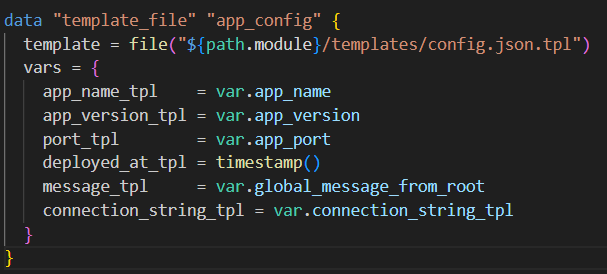 data "template_file" "app_config" {
  template = file("${path.module}/templates/config.json.tpl")
  vars = {
    app_name_tpl    = var.app_name
    app_version_tpl = var.app_version
    port_tpl        = var.app_port
    deployed_at_tpl = timestamp()
    message_tpl     = var.global_message_from_root
    connection_string_tpl = var.connection_string_tpl
  }
}